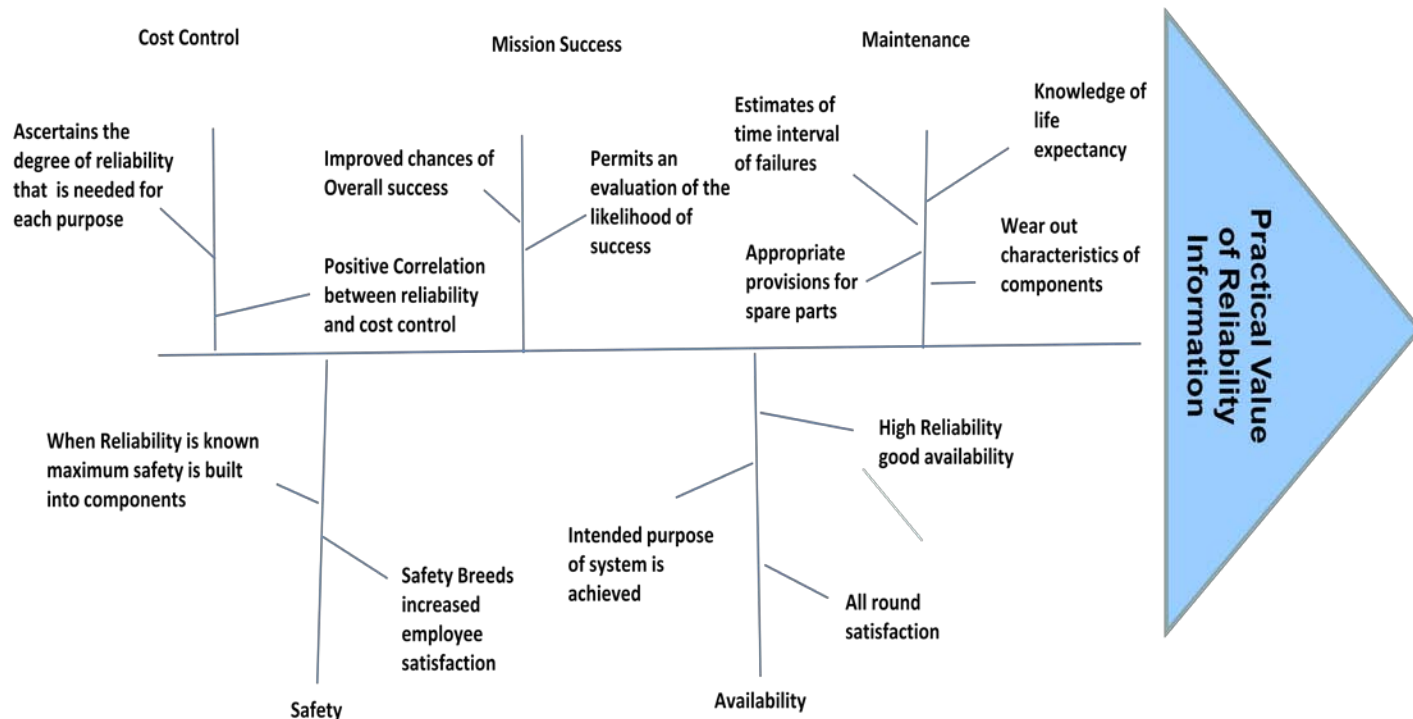 Cost Control
Mission Success
Maintenance
Ascertains the
degree of reliability
that is needed for
each purpose
Positive Correlation
between reliability
and cost control
Improved chances of
Overall success
Permits an
evaluation of the
likelihood of
success
Estimates of
time interval
of failures
Appropriate
provisions for
spare parts
Knowledge of
life
expectancy
Wear out
characteristics of
components
Practical Value
of Reliability
Information
When Reliability is known
maximum safety is built
into components
Safety Breeds
increased
employee
satisfaction
Safety
Intended purpose
of system is
achieved
High Reliability
good availability
All round
satisfaction
Availability